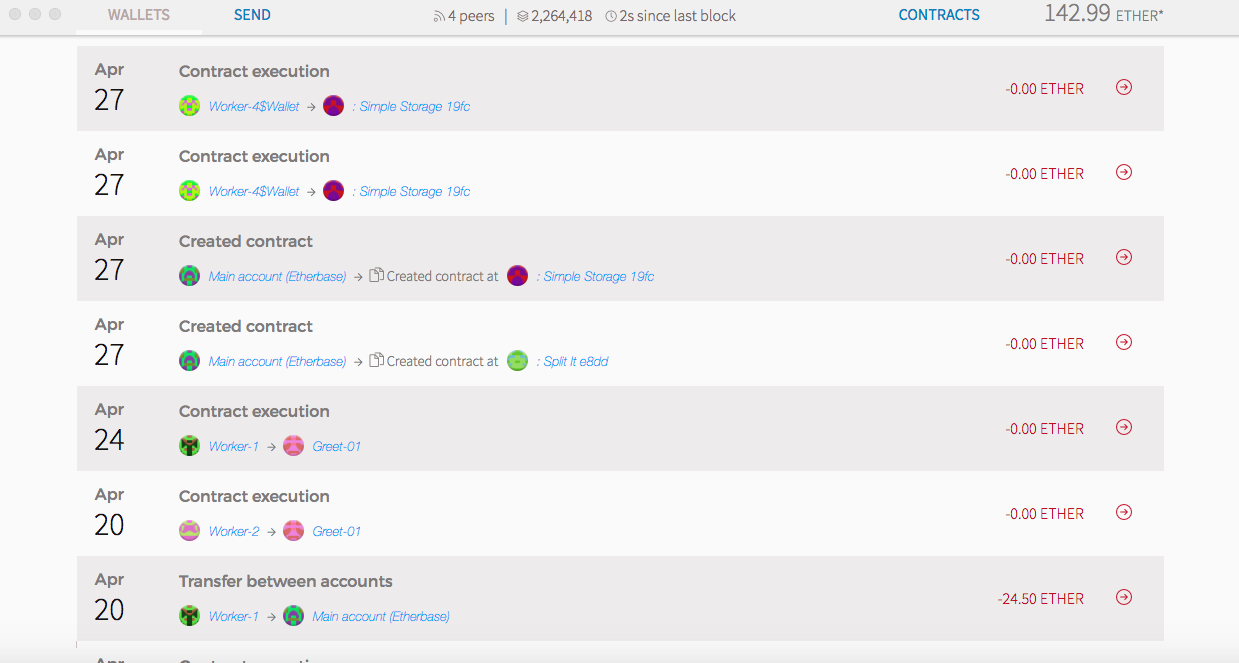 WALLETS SEND 4 peers | 2,264,418 2s since last block CONTRACTS 142.99 ETHER*
Apr 27 Contract execution
Worker-4$Wallet → : Simple Storage 19fc -0.00 ETHER
Apr 27 Contract execution
Worker-4$Wallet → : Simple Storage 19fc -0.00 ETHER
Apr 27 Created contract
Main account (Etherbase) → Created contract at : Simple Storage 19fc -0.00 ETHER
Apr 27 Created contract
Main account (Etherbase) → Created contract at : Split It e8dd -0.00 ETHER
Apr 24 Contract execution
Worker-1 → Greet-01 -0.00 ETHER
Apr 20 Contract execution
Worker-2 → Greet-01 -0.00 ETHER
Apr 20 Transfer between accounts
Worker-1 → Main account (Etherbase) -24.50 ETHER